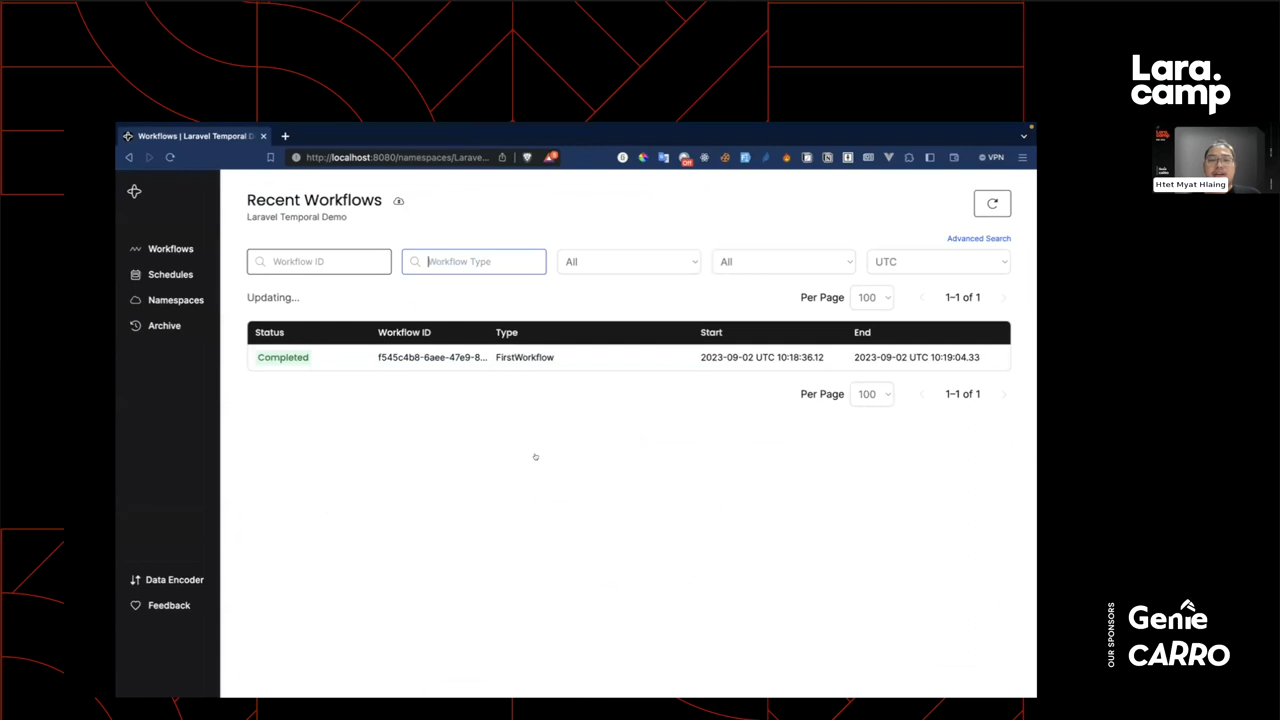 Lara.
camp
Htet Myat Hlaing
Workflows | Laravel Temporal D
http://localhost:8080/namespaces/Larave...
Off
VPN
Recent Workflows
Laravel Temporal Demo
Workflows
Schedules
Namespaces
Archive
Data Encoder
Feedback
Advanced Search
Workflow ID
Workflow Type
All
All
UTC
Updating...
Per Page
100
1–1 of 1
Status
Workflow ID
Type
Start
End
Completed
f545c4b8-6aee-47e9-8...
FirstWorkflow
2023-09-02 UTC 10:18:36.12
2023-09-02 UTC 10:19:04.33
Per Page
100
1–1 of 1
OUR SPONSORS
Genie
CARRO